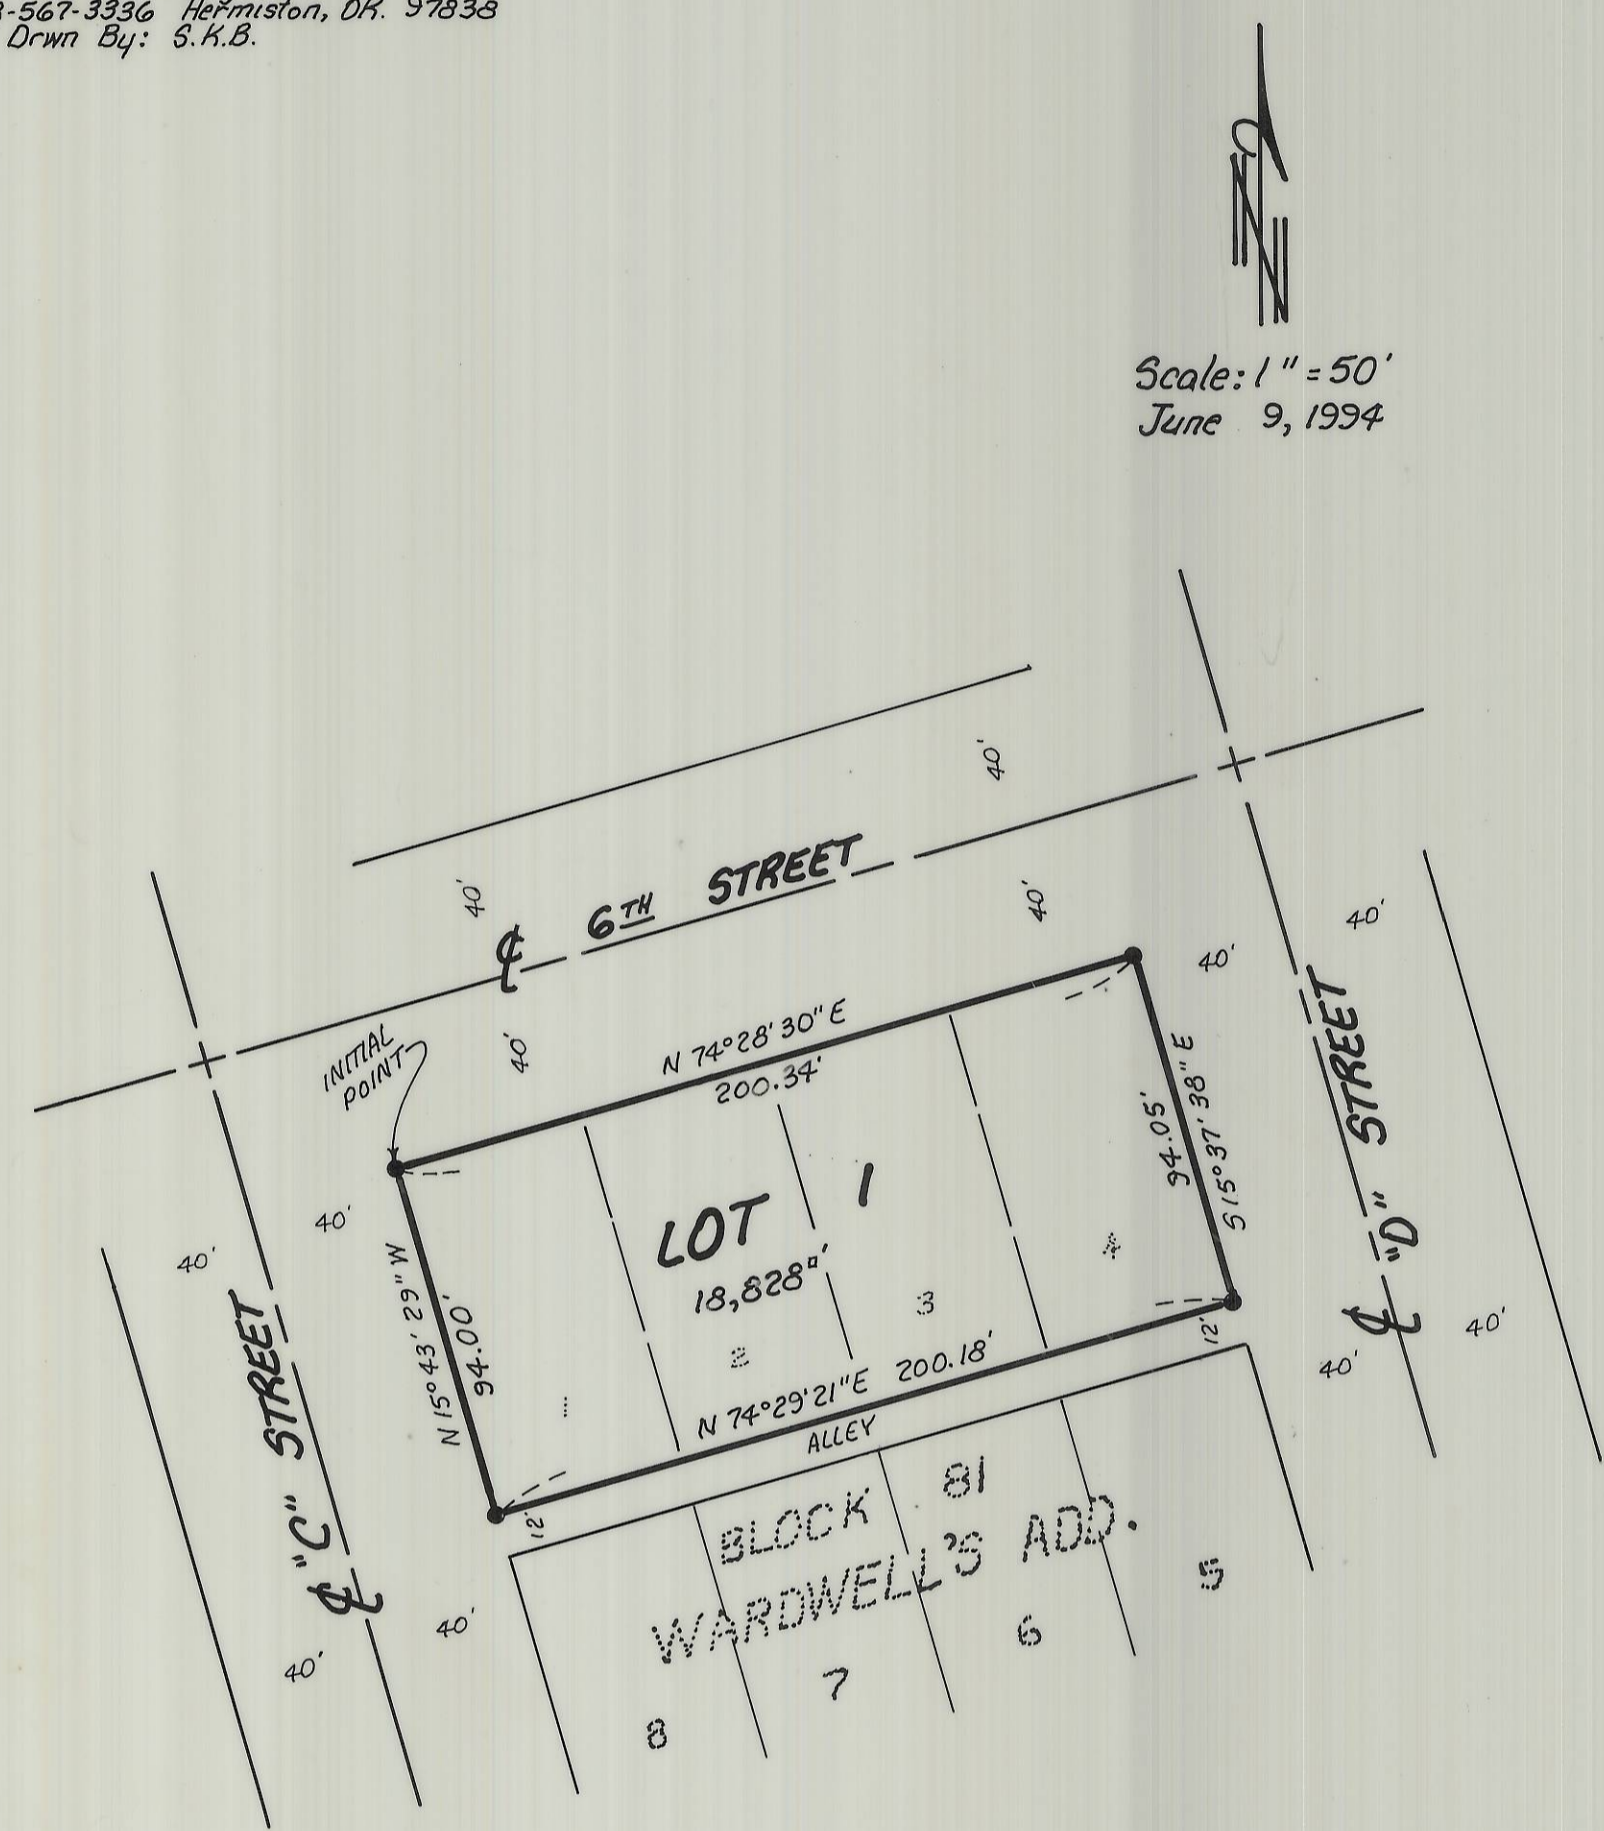 -567-3336 Hermiston, OR. 97838
Drwn By: S.K.B.
N
Scale: 1" = 50'
June 9, 1994
40'
40'
℄ 6TH STREET
40'
40'
40'
40'
INITIAL
POINT
40'
N 74°28'30" E
200.34'
94.05'
S 15°37'38" E
℄ "D" STREET
40'
40'
LOT 1
18,828□'
N 15°43'29" W
94.00'
℄ "C" STREET
1
2
3
4
N 74°29'21"E 200.18'
ALLEY
12'
12'
40'
40'
BLOCK 81
WARDWELL'S ADD.
5
6
7
8
40'
40'